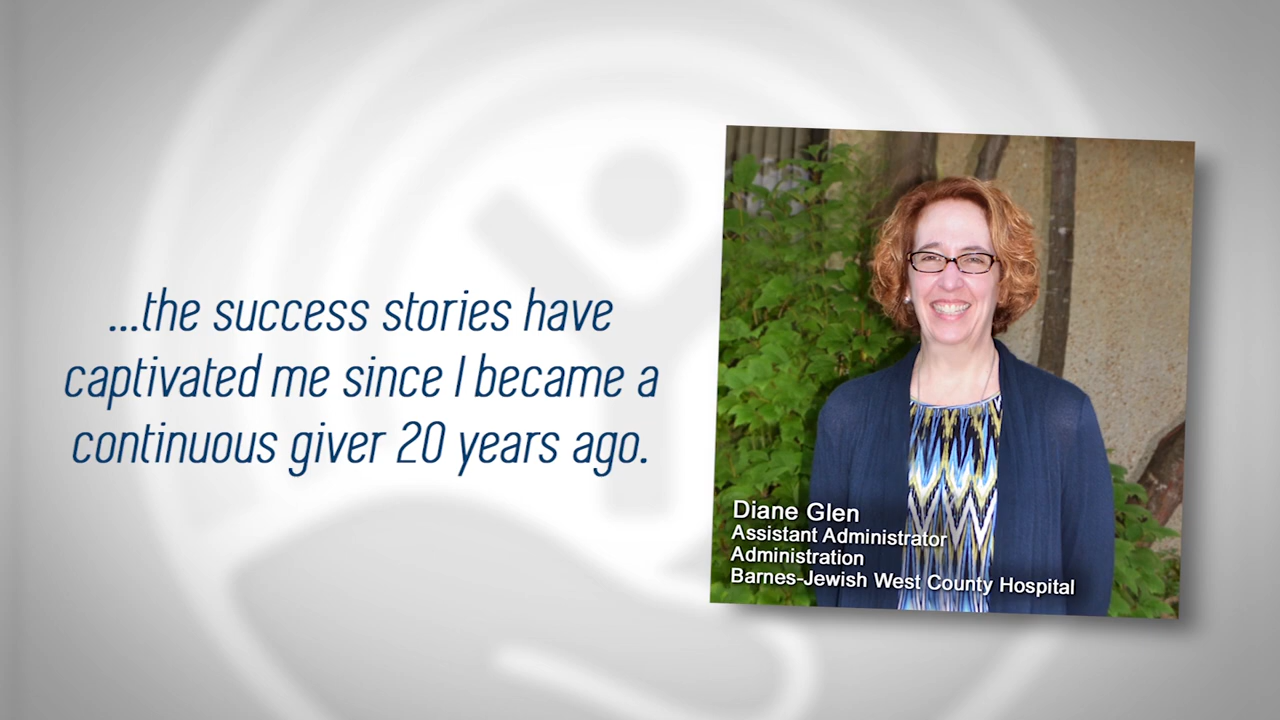 ...the success stories have
captivated me since I became a
continuous giver 20 years ago.
Diane Glen
Assistant Administrator
Administration
Barnes-Jewish West County Hospital